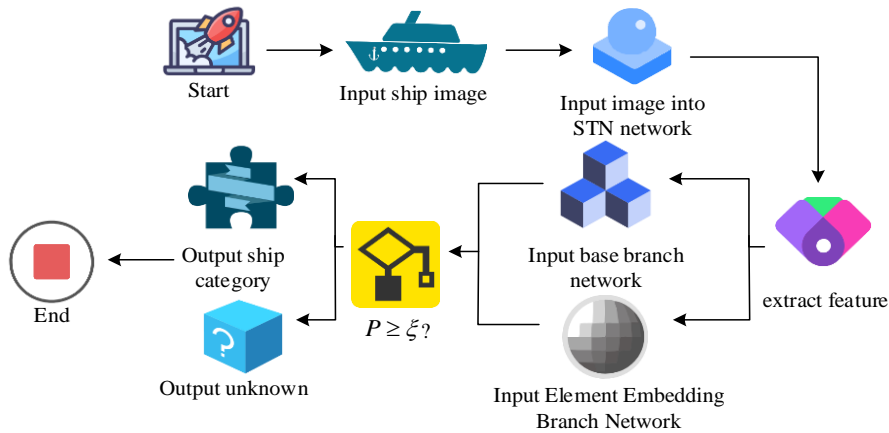 Start
Input ship image
Input image into
STN network
extract feature
Input base branch
network
Input Element Embedding
Branch Network
P ≥ ξ?
Output ship
category
?
Output unknown
End